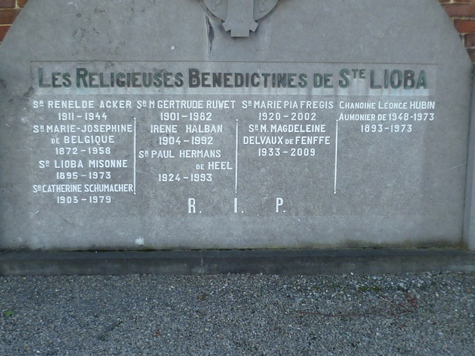 LES RELIGIEUSES BENEDICTINES DE STE LIOBA
SR RENELDE ACKER
1911-1944
SR MARIE-JOSEPHINE
DE BELGIQUE
1872-1958
SR LIOBA MISONNE
1895-1973
SR CATHERINE SCHUMACHER
1903-1979
SR M GERTRUDE RUWET
1901-1982
IRENE HALBAN
1904-1992
SR PAUL HERMANS
DE HEEL
1924-1993
SR MARIE PIA FREGIS
1920-2002
SR M. MAGDELEINE
DELVAUX DE FENFFE
1933-2009
CHANOINE LÉONCE HUBIN
AUMONIER DE 1948-1973
1893-1973
R. I. P.